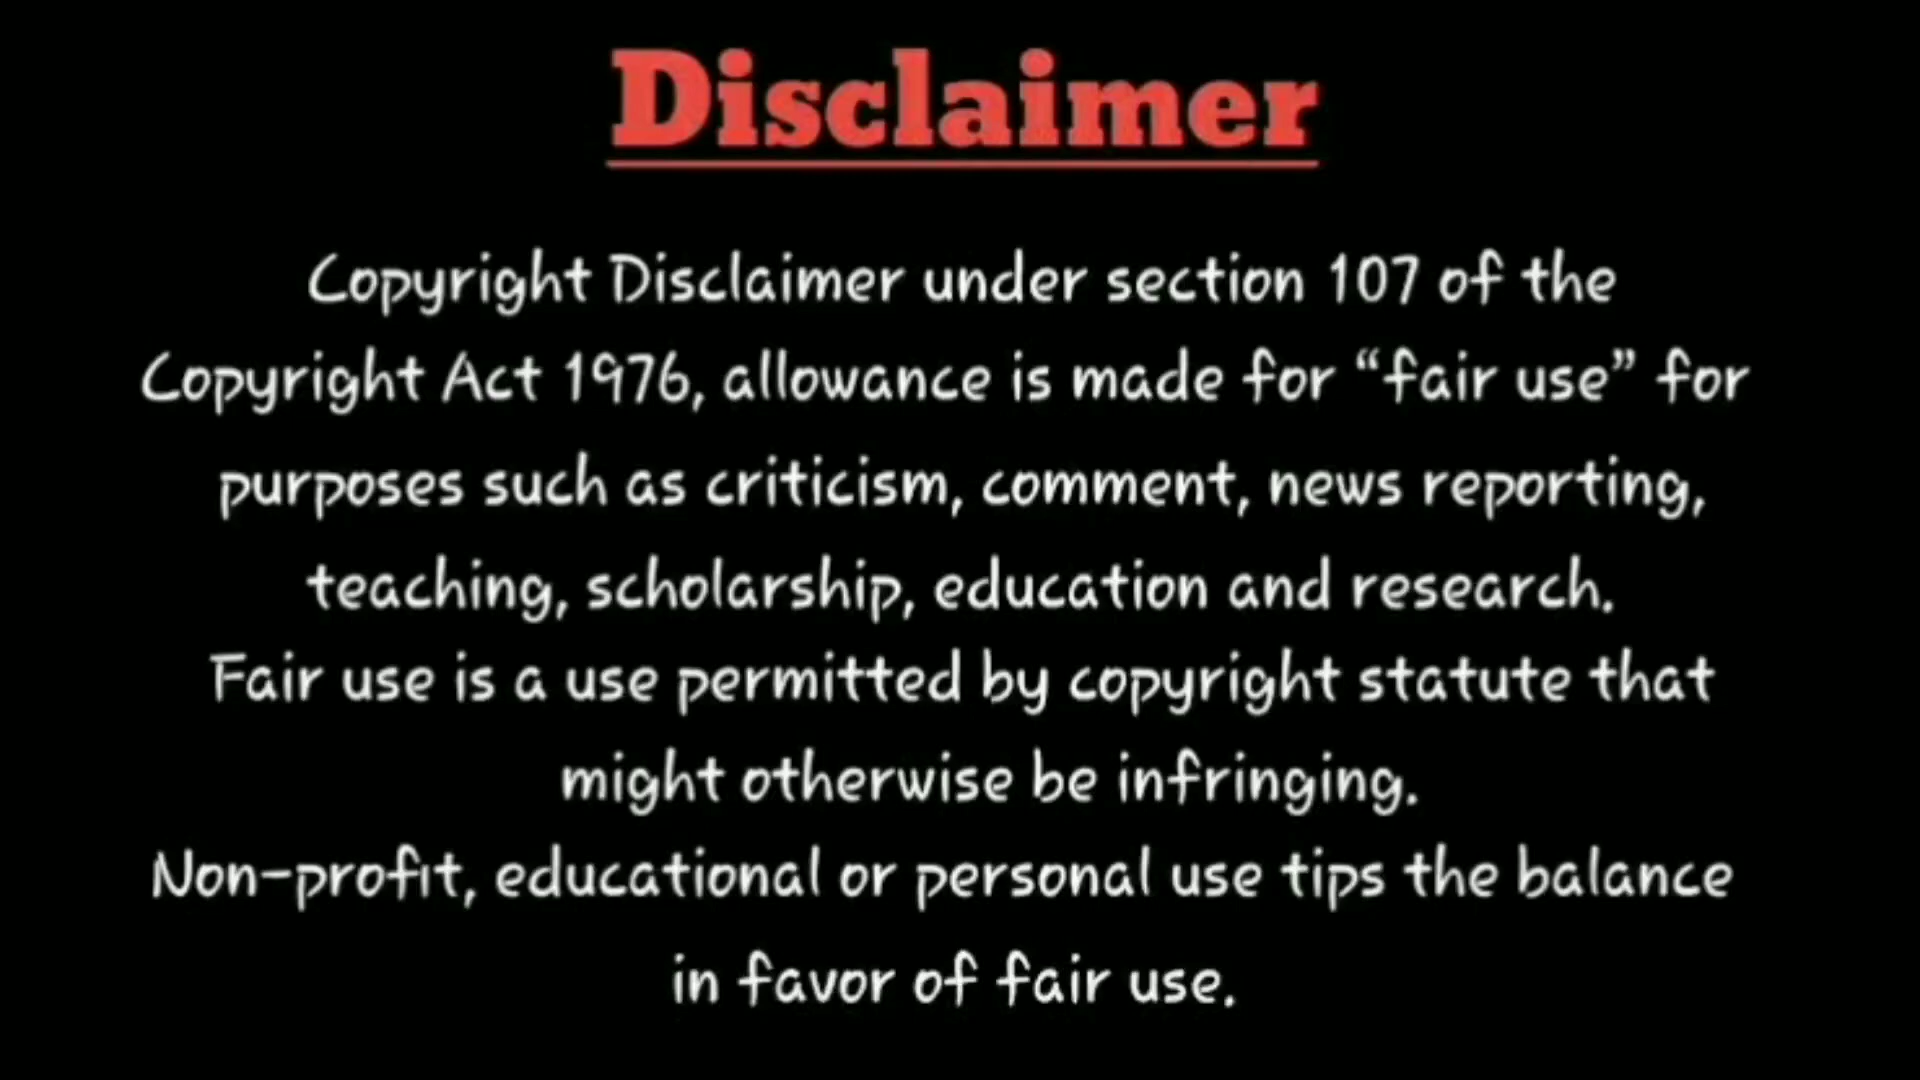 Disclaimer
Copyright Disclaimer under section 107 of the
Copyright Act 1976, allowance is made for “fair use” for
purposes such as criticism, comment, news reporting,
teaching, scholarship, education and research.
Fair use is a use permitted by copyright statute that
might otherwise be infringing.
Non-profit, educational or personal use tips the balance
in favor of fair use.